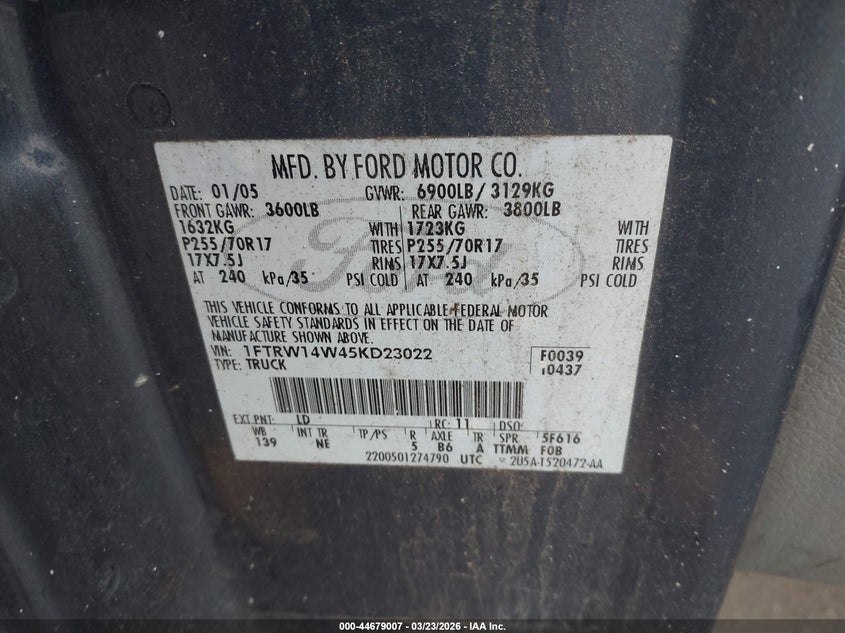 MFD. BY FORD MOTOR CO.
DATE: 01/05 GVWR: 6900LB/ 3129KG
FRONT GAWR: 3600LB REAR GAWR: 3800LB
1632KG WITH 1723KG WITH
P255/70R17 TIRES P255/70R17 TIRES
17X7.5J RIMS 17X7.5J RIMS
AT 240 kPa/35 PSI COLD AT 240 kPa/35 PSI COLD
Ford
THIS VEHICLE CONFORMS TO ALL APPLICABLE FEDERAL MOTOR
VEHICLE SAFETY STANDARDS IN EFFECT ON THE DATE OF
MANUFACTURE SHOWN ABOVE.
VIN: 1FTRW14W45KD23022 F0039
TYPE: TRUCK 10437
EXT PNT: LD RC: 11 DSO:
WB INT TR TP/PS R AXLE TR SPR 5F616
139 NE 5 B6 A TTMM FOB
2200501274790 UTC 2U5A-1520472-AA
000-44679007 - 03/23/2026 - IAA Inc.